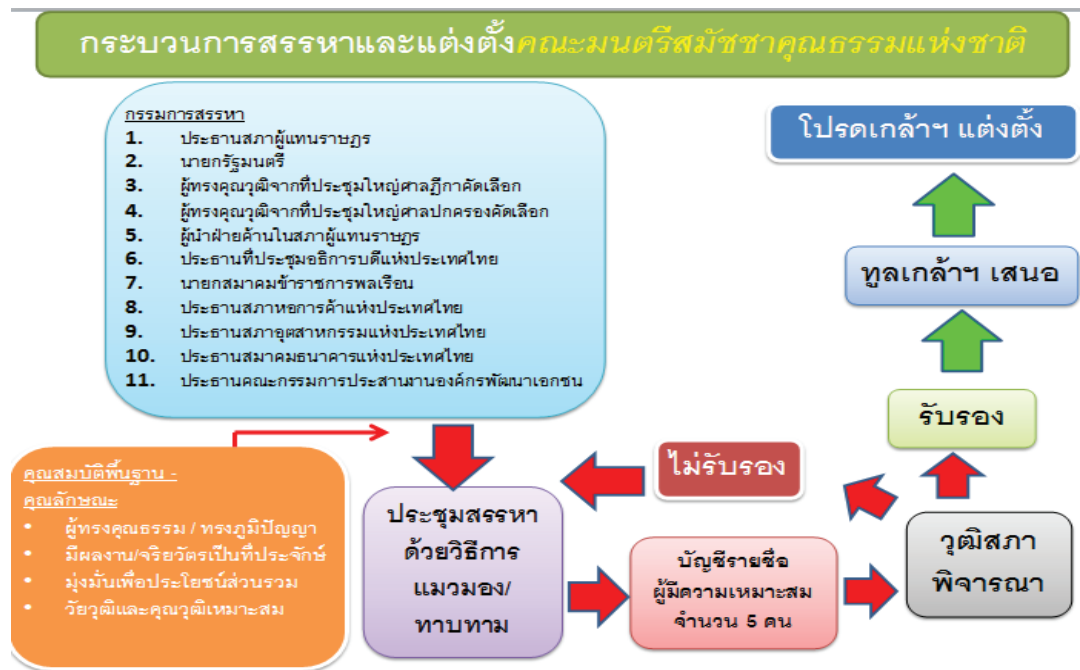 กระบวนการสรรหาและแต่งตั้งคณะมนตรีสมัชชาคุณธรรมแห่งชาติ
กรรมการสรรหา
1. ประธานสภาผู้แทนราษฎร
2. นายกรัฐมนตรี
3. ผู้ทรงคุณวุฒิจากที่ประชุมใหญ่ศาลฎีกาคัดเลือก
4. ผู้ทรงคุณวุฒิจากที่ประชุมใหญ่ศาลปกครองคัดเลือก
5. ผู้นำฝ่ายค้านในสภาผู้แทนราษฎร
6. ประธานที่ประชุมอธิการบดีแห่งประเทศไทย
7. นายกสมาคมข้าราชการพลเรือน
8. ประธานสภาหอการค้าแห่งประเทศไทย
9. ประธานสภาอุตสาหกรรมแห่งประเทศไทย
10. ประธานสมาคมธนาคารแห่งประเทศไทย
11. ประธานคณะกรรมการประสานงานองค์กรพัฒนาเอกชน
คุณสมบัติพื้นฐาน -
คุณลักษณะ
• ผู้ทรงคุณธรรม / ทรงภูมิปัญญา
• มีผลงาน/จริยวัตรเป็นที่ประจักษ์
• มุ่งมั่นเพื่อประโยชน์ส่วนรวม
• วัยวุฒิและคุณวุฒิเหมาะสม
ประชุมสรรหา
ด้วยวิธีการ
แมวมอง/
ทาบทาม
บัญชีรายชื่อ
ผู้มีความเหมาะสม
จำนวน 5 คน
วุฒิสภา
พิจารณา
ไม่รับรอง
รับรอง
ทูลเกล้าฯ เสนอ
โปรดเกล้าฯ แต่งตั้ง